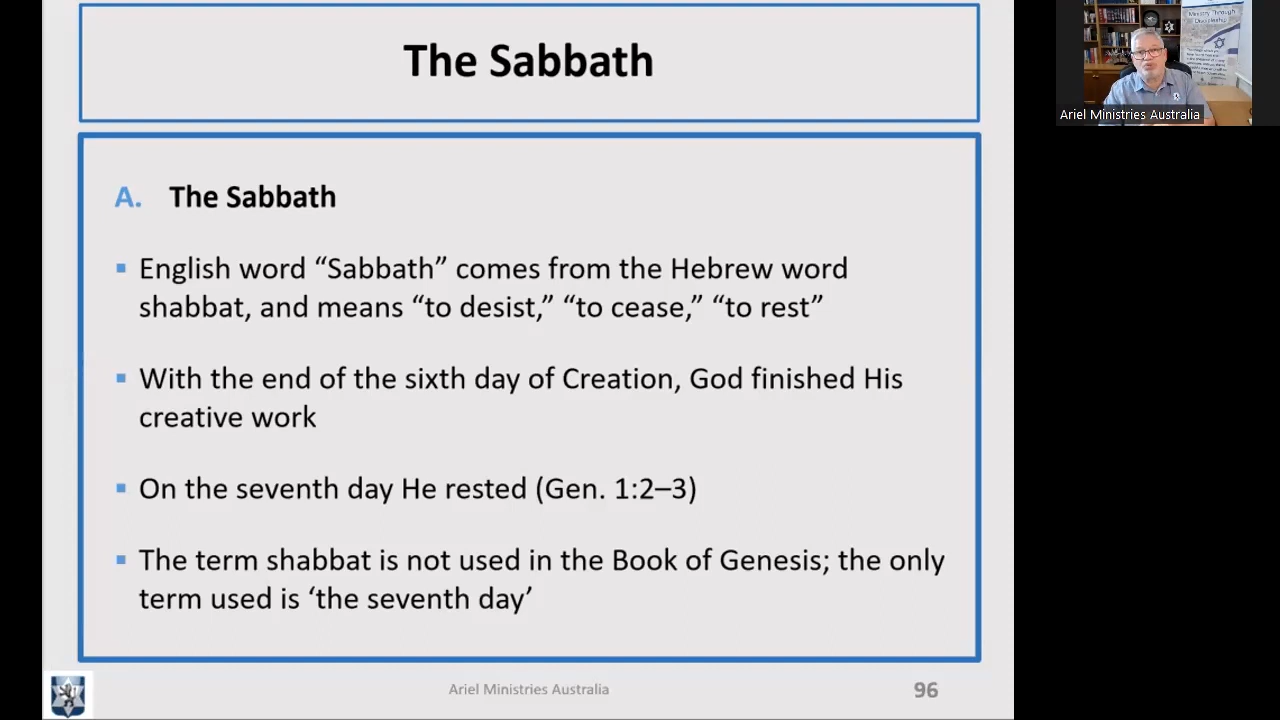 The Sabbath
A. The Sabbath
▪ English word “Sabbath” comes from the Hebrew word
shabbat, and means “to desist,” “to cease,” “to rest”
▪ With the end of the sixth day of Creation, God finished His
creative work
▪ On the seventh day He rested (Gen. 1:2–3)
▪ The term shabbat is not used in the Book of Genesis; the only
term used is ‘the seventh day’
Ariel Ministries Australia
96
Ministry Through
Discipleship
Ariel Ministries Australia